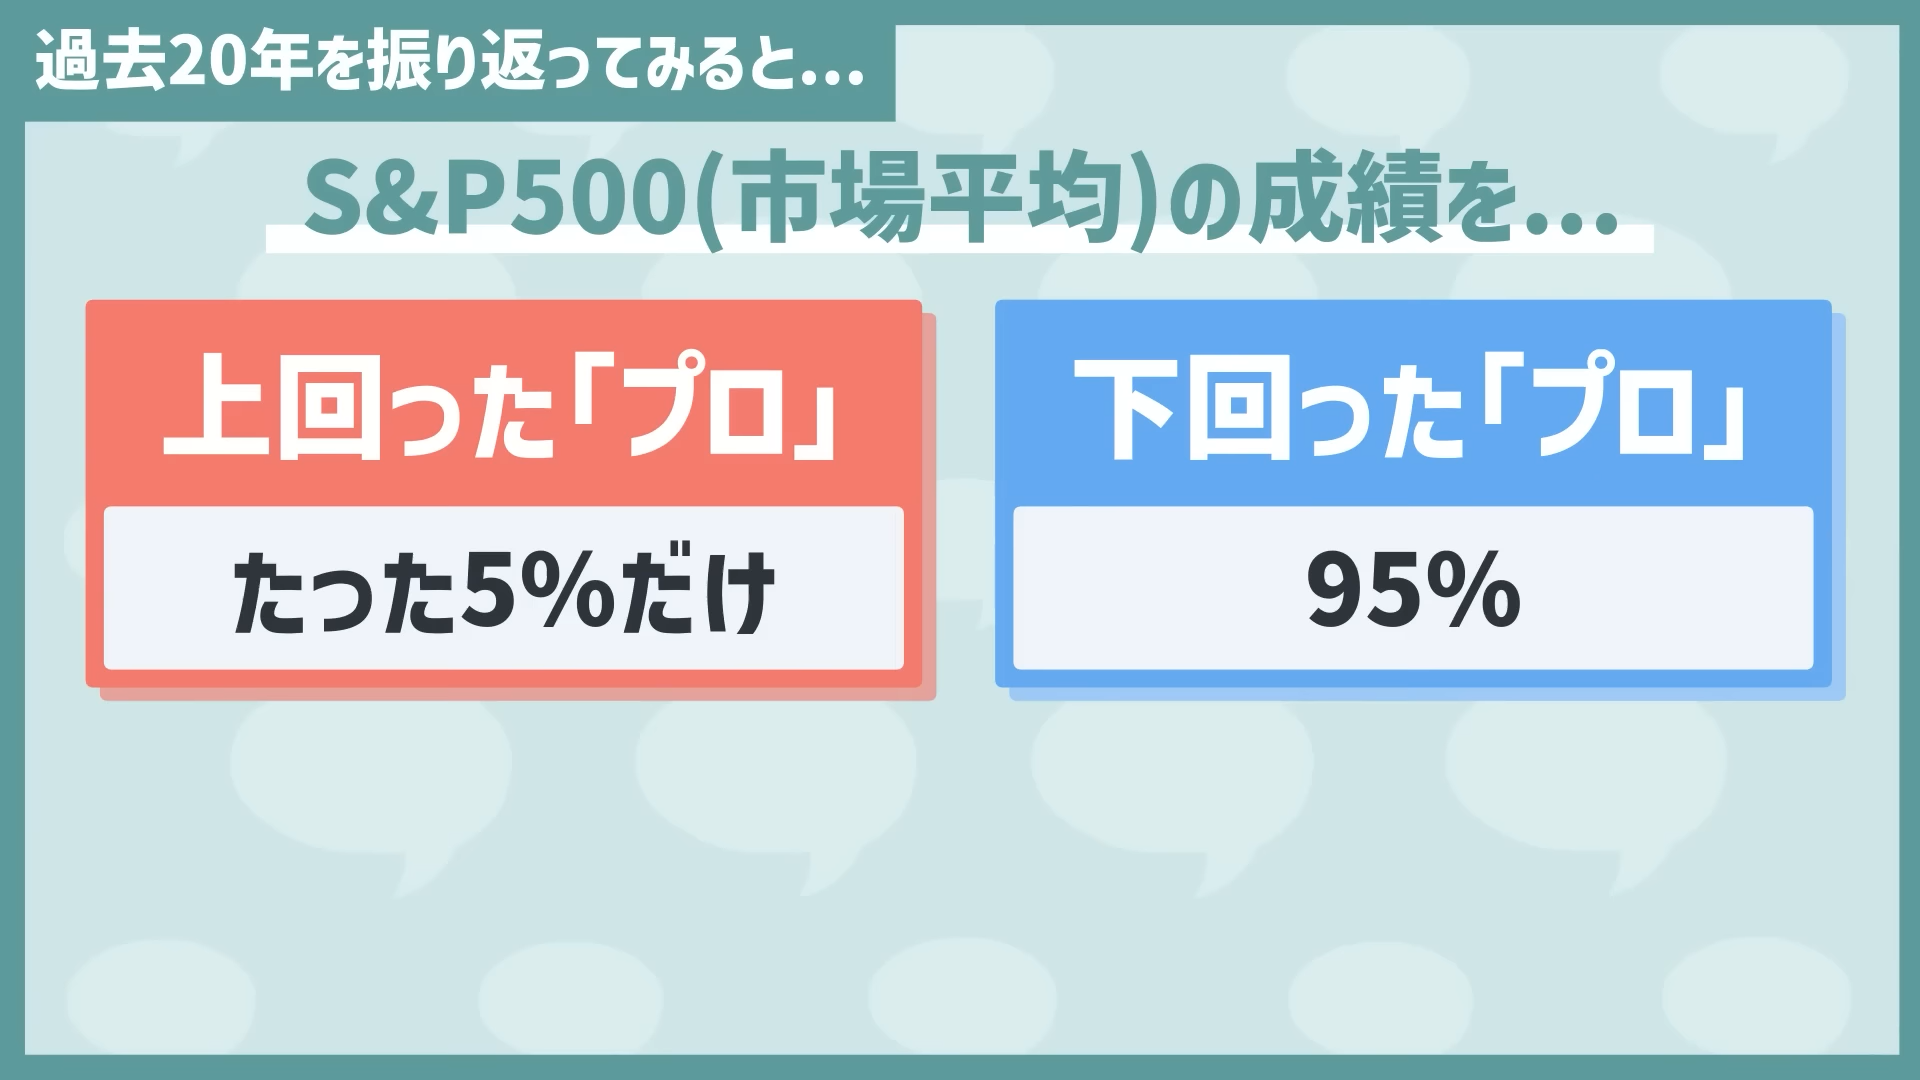 過去20年を振り返ってみると...
S&P500(市場平均)の成績を...
上回った「プロ」
たった5%だけ
下回った「プロ」
95%